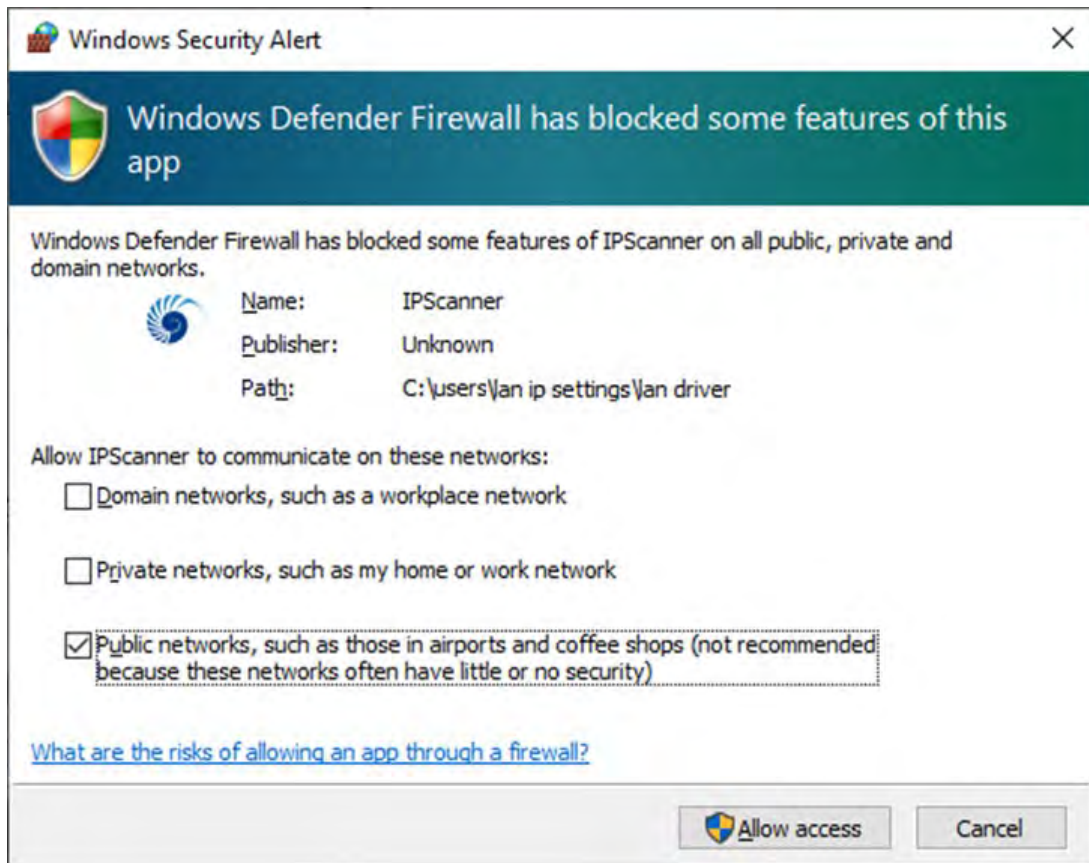 Windows Security Alert
Windows Defender Firewall has blocked some features of this
app
Windows Defender Firewall has blocked some features of IPScanner on all public, private and
domain networks.
Name: IPScanner
Publisher: Unknown
Path: C:\users\lan ip settings\lan driver
Allow IPScanner to communicate on these networks:
Domain networks, such as a workplace network
Private networks, such as my home or work network
Public networks, such as those in airports and coffee shops (not recommended
because these networks often have little or no security)
What are the risks of allowing an app through a firewall?
Allow access Cancel